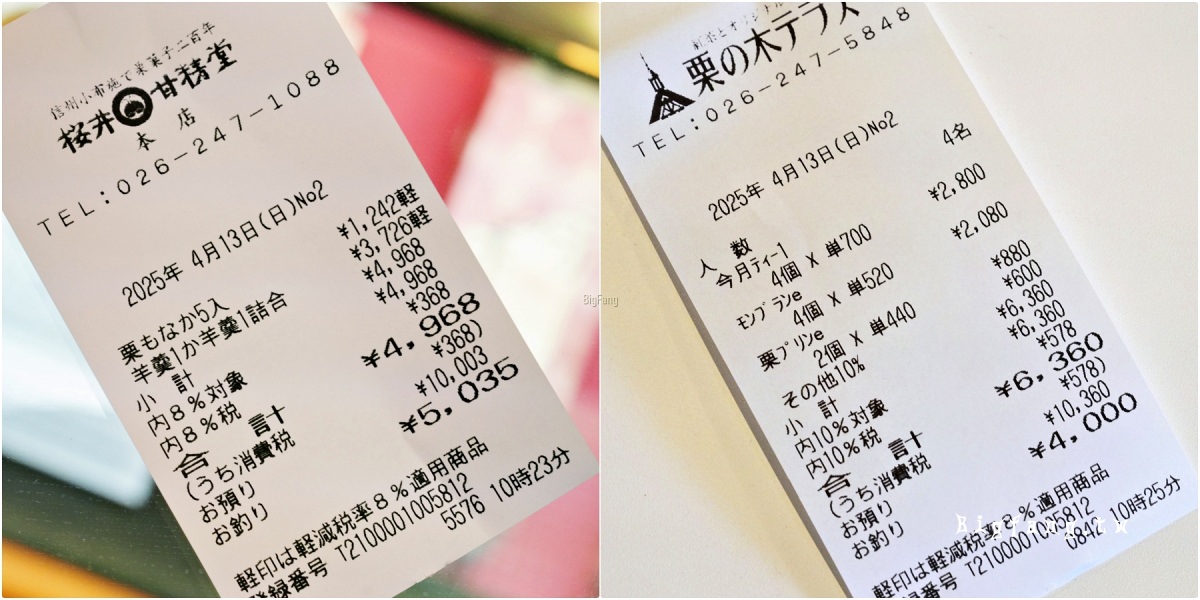 信州小布施で栗菓子二百年
桜井甘精堂
本店
TEL:026-247-1088
2025年 4月13日(日)No2
栗もなか5入 ¥1,242軽
羊羹1か羊羹1詰合 ¥3,726軽
小 計 ¥4,968
内8%対象 ¥4,968
内8%税 ¥368
合 計 ¥4,968
(うち消費税 ¥368)
お預り ¥10,003
お釣り ¥5,035
軽印は軽減税率8%適用商品
登録番号 T2100001005812
5576 10時23分
BigFang
栗の木テラス
TEL:026-247-5848
2025年 4月13日(日)No2
人 数 4名
今月ティー1
4個 X 単700 ¥2,800
モンブランe
4個 X 単520 ¥2,080
栗プリンe
2個 X 単440 ¥880
その他10% ¥600
小 計 ¥6,360
内10%対象 ¥6,360
内10%税 ¥578
合 計 ¥6,360
(うち消費税 ¥578)
お預り ¥10,360
お釣り ¥4,000
軽印は軽減税率8%適用商品
登録番号 T2100001005812
0842 10時25分
Bigfang.tw